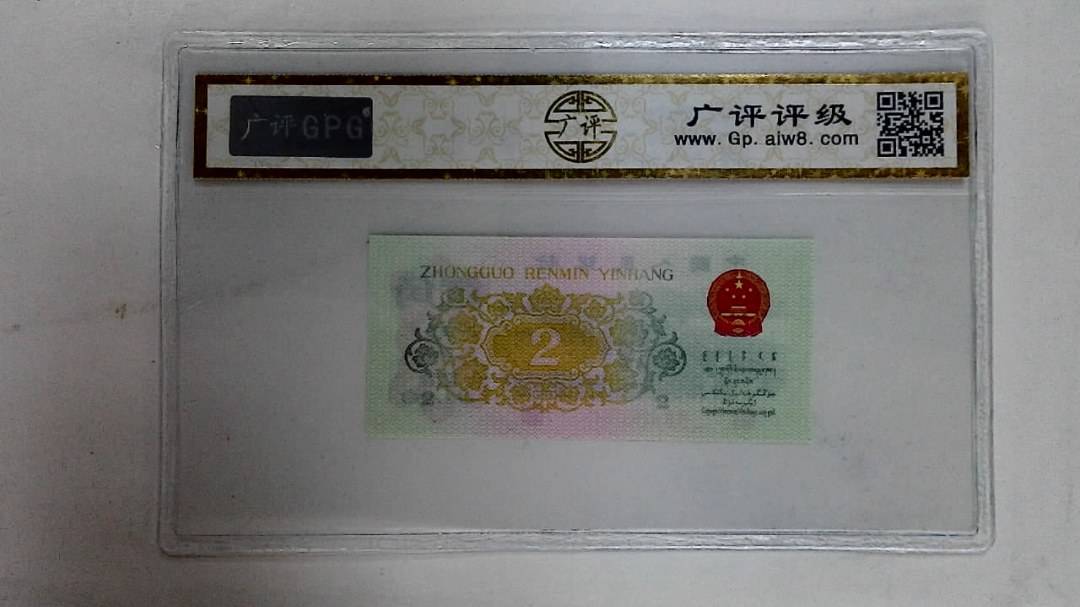 广评GPG
广评
广评评级
www.Gp.aiw8.com
ZHONGGUO RENMIN YINHANG
2
2 2